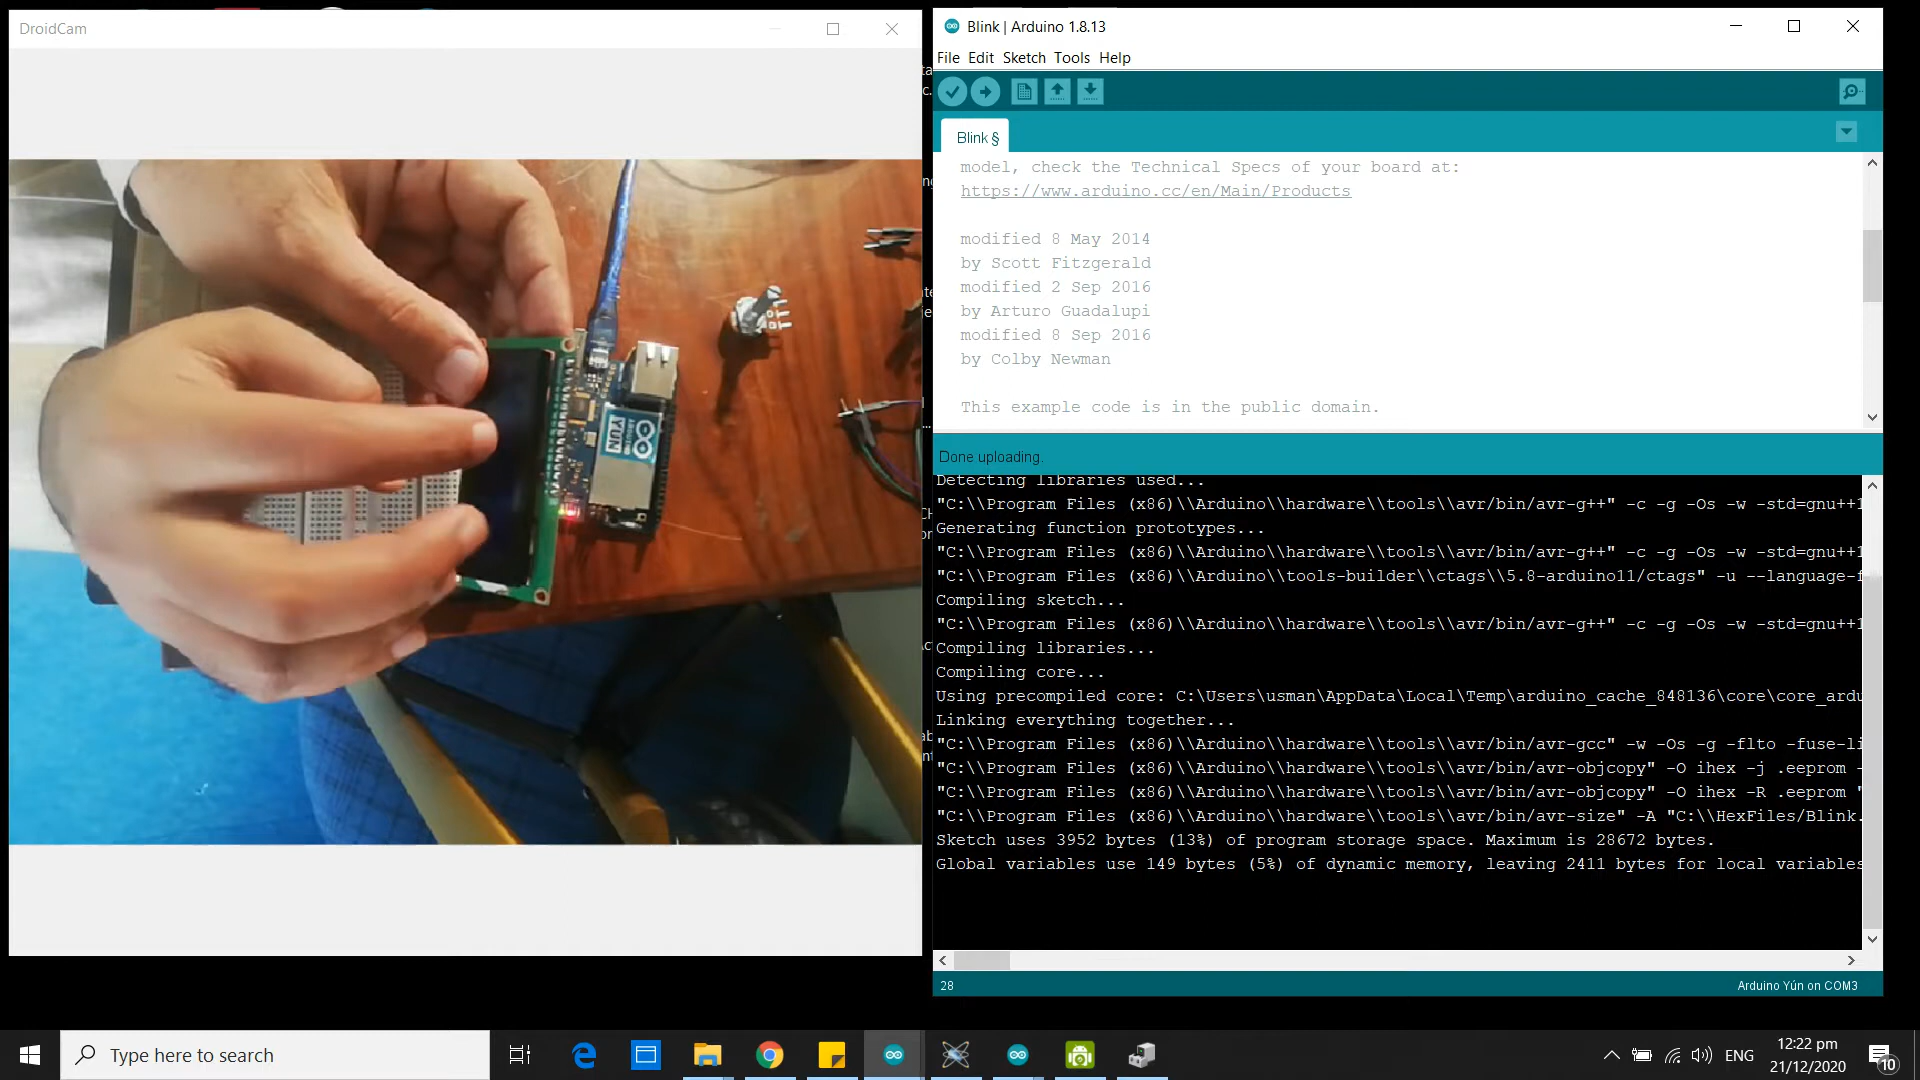 DroidCam
Blink | Arduino 1.8.13
File Edit Sketch Tools Help
Blink §
model, check the Technical Specs of your board at:
https://www.arduino.cc/en/Main/Products
modified 8 May 2014
by Scott Fitzgerald
modified 2 Sep 2016
by Arturo Guadalupi
modified 8 Sep 2016
by Colby Newman
This example code is in the public domain.
ARDUINO
YUN
Done uploading.
Detecting libraries used...
"C:\\Program Files (x86)\\Arduino\\hardware\\tools\\avr/bin/avr-g++" -c -g -Os -w -std=gnu++1
Generating function prototypes...
"C:\\Program Files (x86)\\Arduino\\hardware\\tools\\avr/bin/avr-g++" -c -g -Os -w -std=gnu++1
"C:\\Program Files (x86)\\Arduino\\tools-builder\\ctags\\5.8-arduino11/ctags" -u --language-f
Compiling sketch...
"C:\\Program Files (x86)\\Arduino\\hardware\\tools\\avr/bin/avr-g++" -c -g -Os -w -std=gnu++1
Compiling libraries...
Compiling core...
Using precompiled core: C:\Users\usman\AppData\Local\Temp\arduino_cache_848136\core\core_ardu
Linking everything together...
"C:\\Program Files (x86)\\Arduino\\hardware\\tools\\avr/bin/avr-gcc" -w -Os -g -flto -fuse-li
"C:\\Program Files (x86)\\Arduino\\hardware\\tools\\avr/bin/avr-objcopy" -O ihex -j .eeprom -
"C:\\Program Files (x86)\\Arduino\\hardware\\tools\\avr/bin/avr-objcopy" -O ihex -R .eeprom "
"C:\\Program Files (x86)\\Arduino\\hardware\\tools\\avr/bin/avr-size" -A "C:\\HexFiles/Blink.
Sketch uses 3952 bytes (13%) of program storage space. Maximum is 28672 bytes.
Global variables use 149 bytes (5%) of dynamic memory, leaving 2411 bytes for local variables
28
Arduino Yún on COM3
Type here to search
ENG
12:22 pm
21/12/2020
10